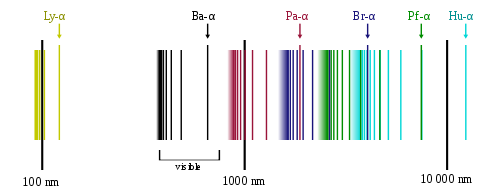 Ly-α Ba-α Pa-α Br-α Pf-α Hu-α
visible
100 nm 1000 nm 10 000 nm